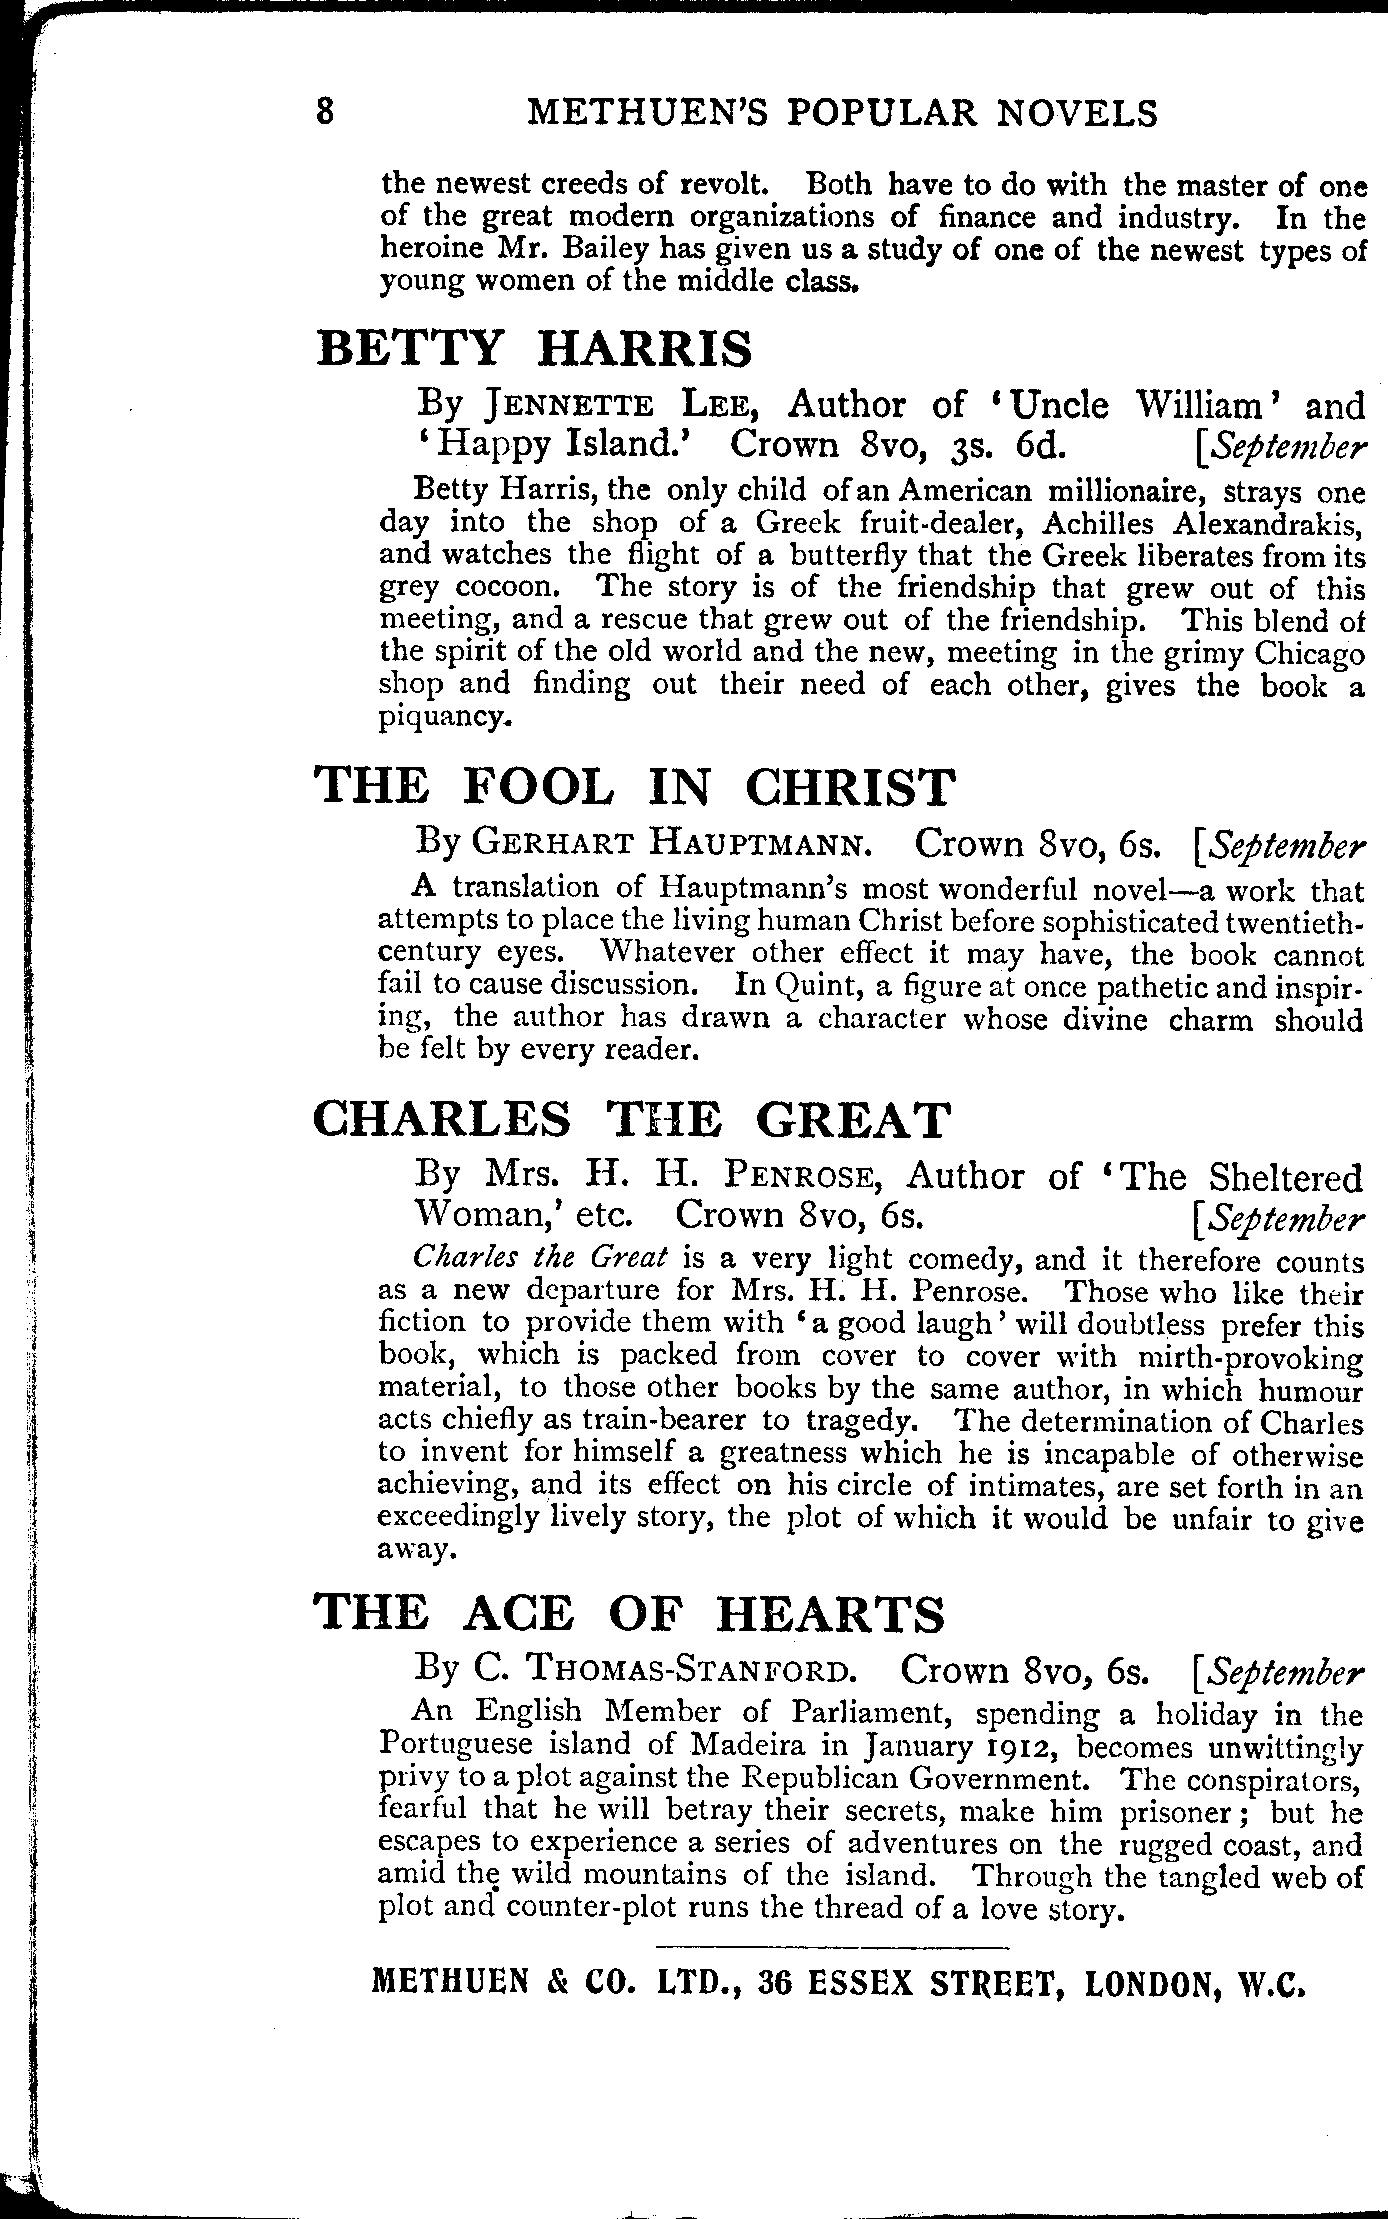 8 METHUEN'S POPULAR NOVELS
the newest creeds of revolt. Both have to do with the master of one
of the great modern organizations of finance and industry. In the
heroine Mr. Bailey has given us a study of one of the newest types of
young women of the middle class.
BETTY HARRIS
By JENNETTE LEE, Author of ‘Uncle William’ and
‘Happy Island.’ Crown 8vo, 3s. 6d. [September
Betty Harris, the only child of an American millionaire, strays one
day into the shop of a Greek fruit-dealer, Achilles Alexandrakis,
and watches the flight of a butterfly that the Greek liberates from its
grey cocoon. The story is of the friendship that grew out of this
meeting, and a rescue that grew out of the friendship. This blend of
the spirit of the old world and the new, meeting in the grimy Chicago
shop and finding out their need of each other, gives the book a
piquancy.
THE FOOL IN CHRIST
By GERHART HAUPTMANN. Crown 8vo, 6s. [September
A translation of Hauptmann's most wonderful novel—a work that
attempts to place the living human Christ before sophisticated twentieth-
century eyes. Whatever other effect it may have, the book cannot
fail to cause discussion. In Quint, a figure at once pathetic and inspir-
ing, the author has drawn a character whose divine charm should
be felt by every reader.
CHARLES THE GREAT
By Mrs. H. H. PENROSE, Author of ‘The Sheltered
Woman,’ etc. Crown 8vo, 6s. [September
Charles the Great is a very light comedy, and it therefore counts
as a new departure for Mrs. H. H. Penrose. Those who like their
fiction to provide them with ‘a good laugh’ will doubtless prefer this
book, which is packed from cover to cover with mirth-provoking
material, to those other books by the same author, in which humour
acts chiefly as train-bearer to tragedy. The determination of Charles
to invent for himself a greatness which he is incapable of otherwise
achieving, and its effect on his circle of intimates, are set forth in an
exceedingly lively story, the plot of which it would be unfair to give
away.
THE ACE OF HEARTS
By C. THOMAS-STANFORD. Crown 8vo, 6s. [September
An English Member of Parliament, spending a holiday in the
Portuguese island of Madeira in January 1912, becomes unwittingly
privy to a plot against the Republican Government. The conspirators,
fearful that he will betray their secrets, make him prisoner; but he
escapes to experience a series of adventures on the rugged coast, and
amid the wild mountains of the island. Through the tangled web of
plot and counter-plot runs the thread of a love story.
METHUEN & CO. LTD., 36 ESSEX STREET, LONDON, W.C.